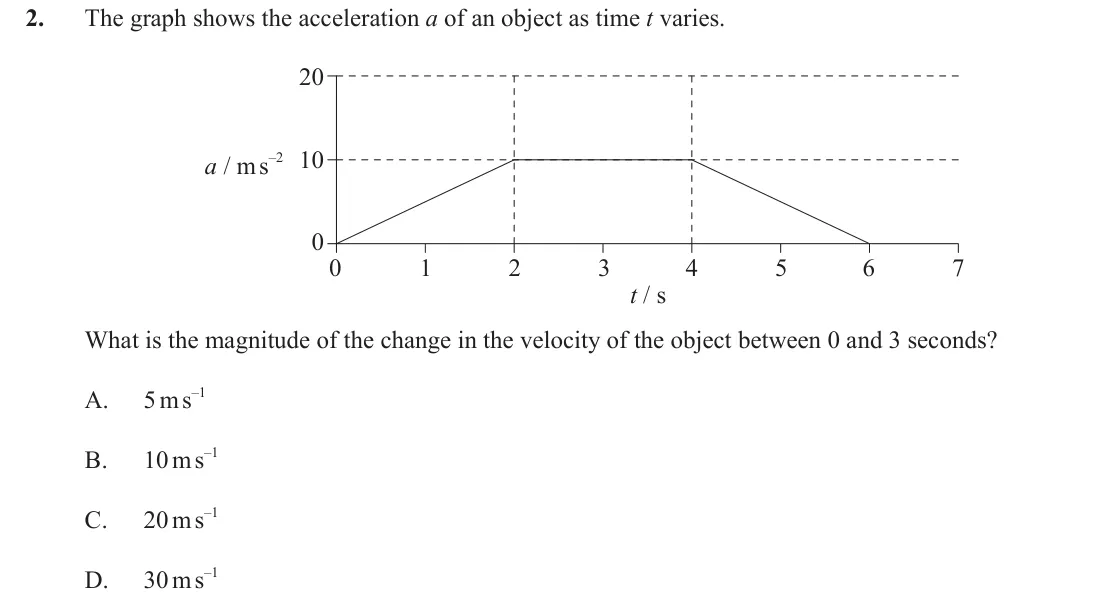 2. The graph shows the acceleration a of an object as time t varies.
20
a / m s⁻² 10
0
0 1 2 3 4 5 6 7
t / s
What is the magnitude of the change in the velocity of the object between 0 and 3 seconds?
A. 5 m s⁻¹
B. 10 m s⁻¹
C. 20 m s⁻¹
D. 30 m s⁻¹